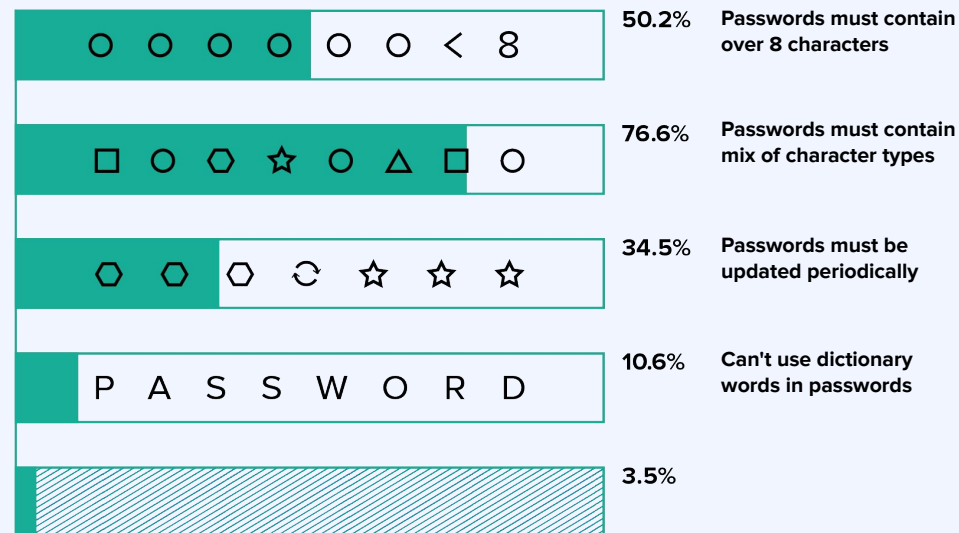 < 8
50.2%
Passwords must contain
over 8 characters
76.6%
Passwords must contain
mix of character types
34.5%
Passwords must be
updated periodically
P A S S W O R D
10.6%
Can't use dictionary
words in passwords
3.5%